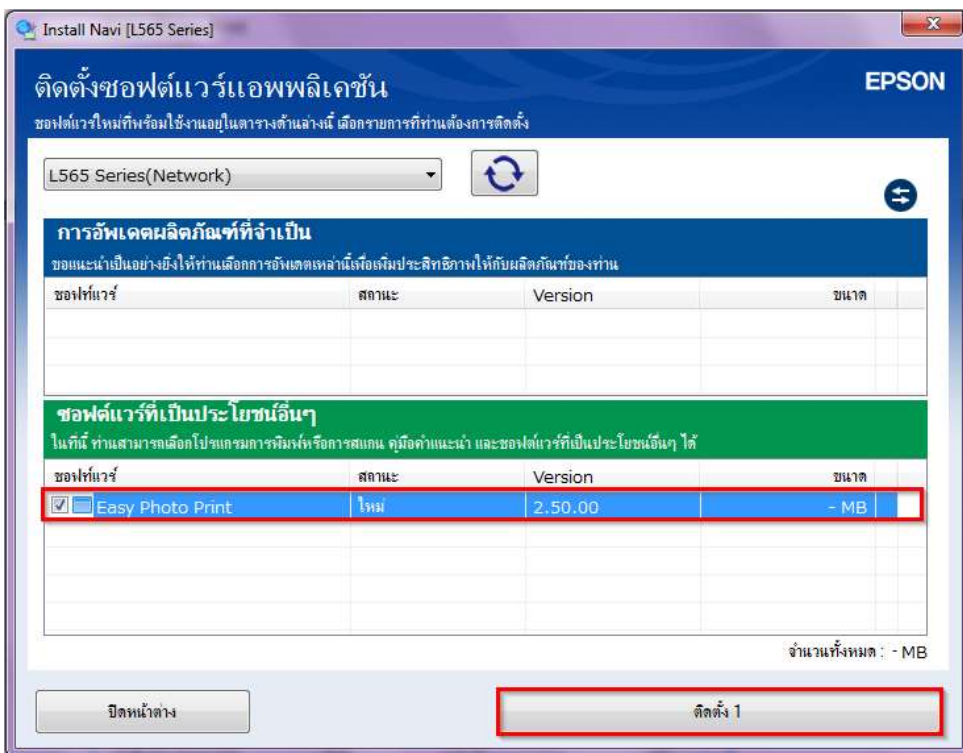 Install Navi [L565 Series]
ติดตั้งซอฟต์แวร์แอพพลิเคชัน
EPSON
ซอฟต์แวร์ใหม่ที่พร้อมใช้งานอยู่ในตารางด้านล่างนี้ เลือกรายการที่ท่านต้องการติดตั้ง
L565 Series(Network)
การอัพเดตผลิตภัณฑ์ที่จำเป็น
ขอแนะนำเป็นอย่างยิ่งให้ท่านเลือกการอัพเดตเหล่านี้เพื่อเพิ่มประสิทธิภาพให้กับผลิตภัณฑ์ของท่าน
ซอฟท์แวร์ สถานะ Version ขนาด
ซอฟต์แวร์ที่เป็นประโยชน์อื่นๆ
ในที่นี้ ท่านสามารถเลือกโปรแกรมการพิมพ์หรือการสแกน คู่มือคำแนะนำ และซอฟต์แวร์ที่เป็นประโยชน์อื่นๆ ได้
ซอฟท์แวร์ สถานะ Version ขนาด
Easy Photo Print ใหม่ 2.50.00 - MB
จำนวนทั้งหมด : - MB
ปิดหน้าต่าง ติดตั้ง 1